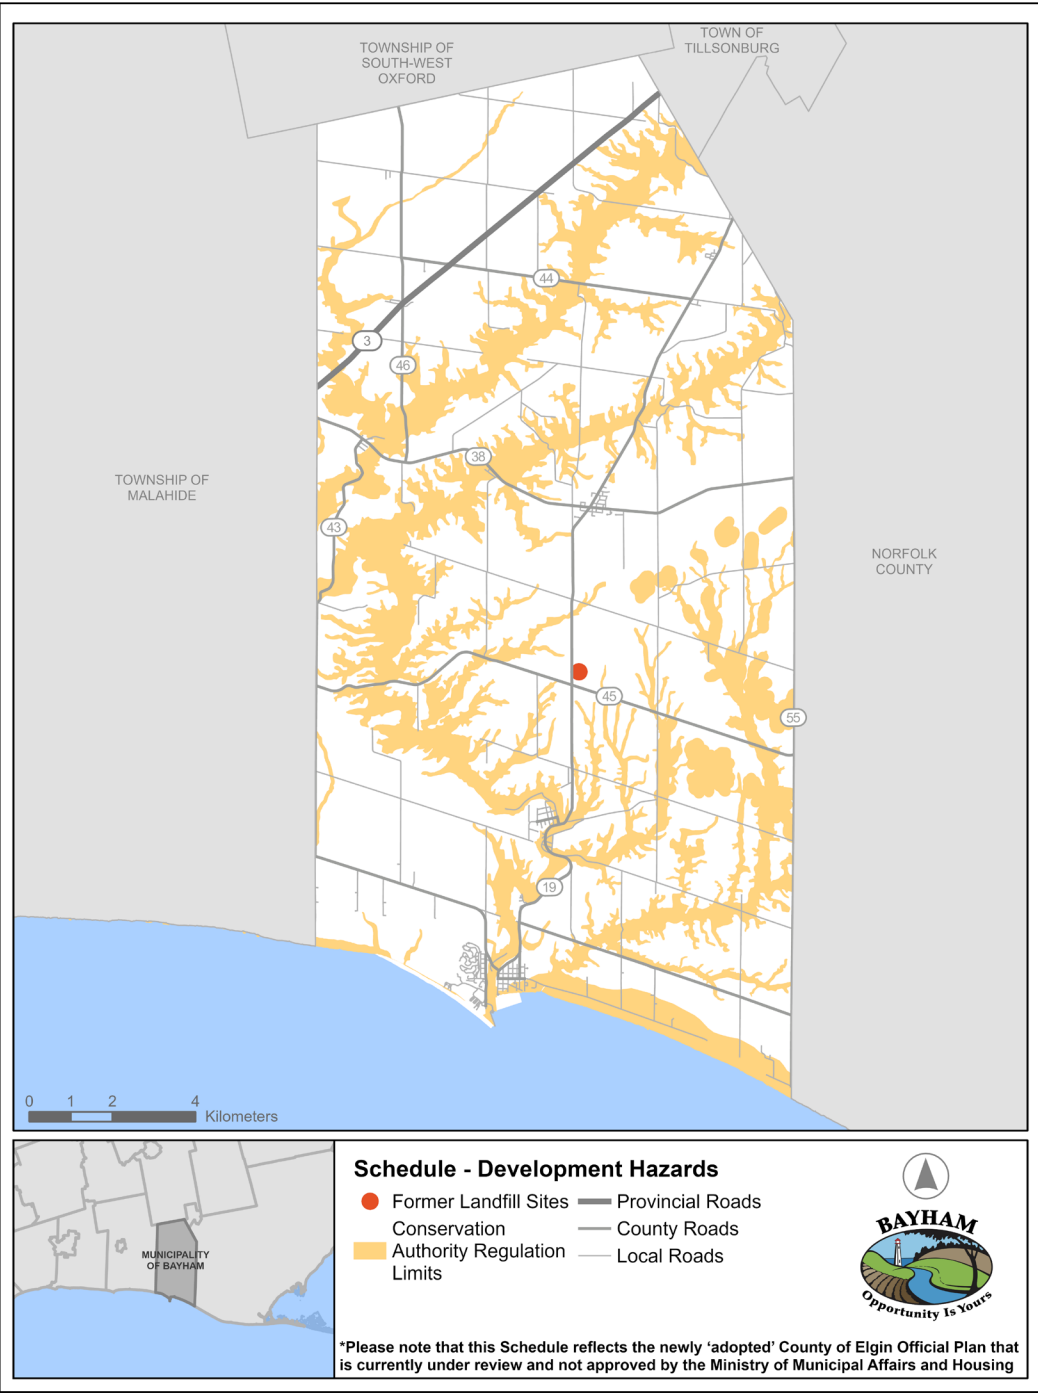 TOWNSHIP OF
SOUTH-WEST
OXFORD
TOWN OF
TILLSONBURG
44
3
46
38
TOWNSHIP OF
MALAHIDE
43
NORFOLK
COUNTY
45
55
19
0 1 2 4
Kilometers
MUNICIPALITY
OF BAYHAM
Schedule - Development Hazards
Former Landfill Sites
Conservation
Authority Regulation
Limits
Provincial Roads
County Roads
Local Roads
BAYHAM
Opportunity Is Yours
*Please note that this Schedule reflects the newly ‘adopted’ County of Elgin Official Plan that
is currently under review and not approved by the Ministry of Municipal Affairs and Housing